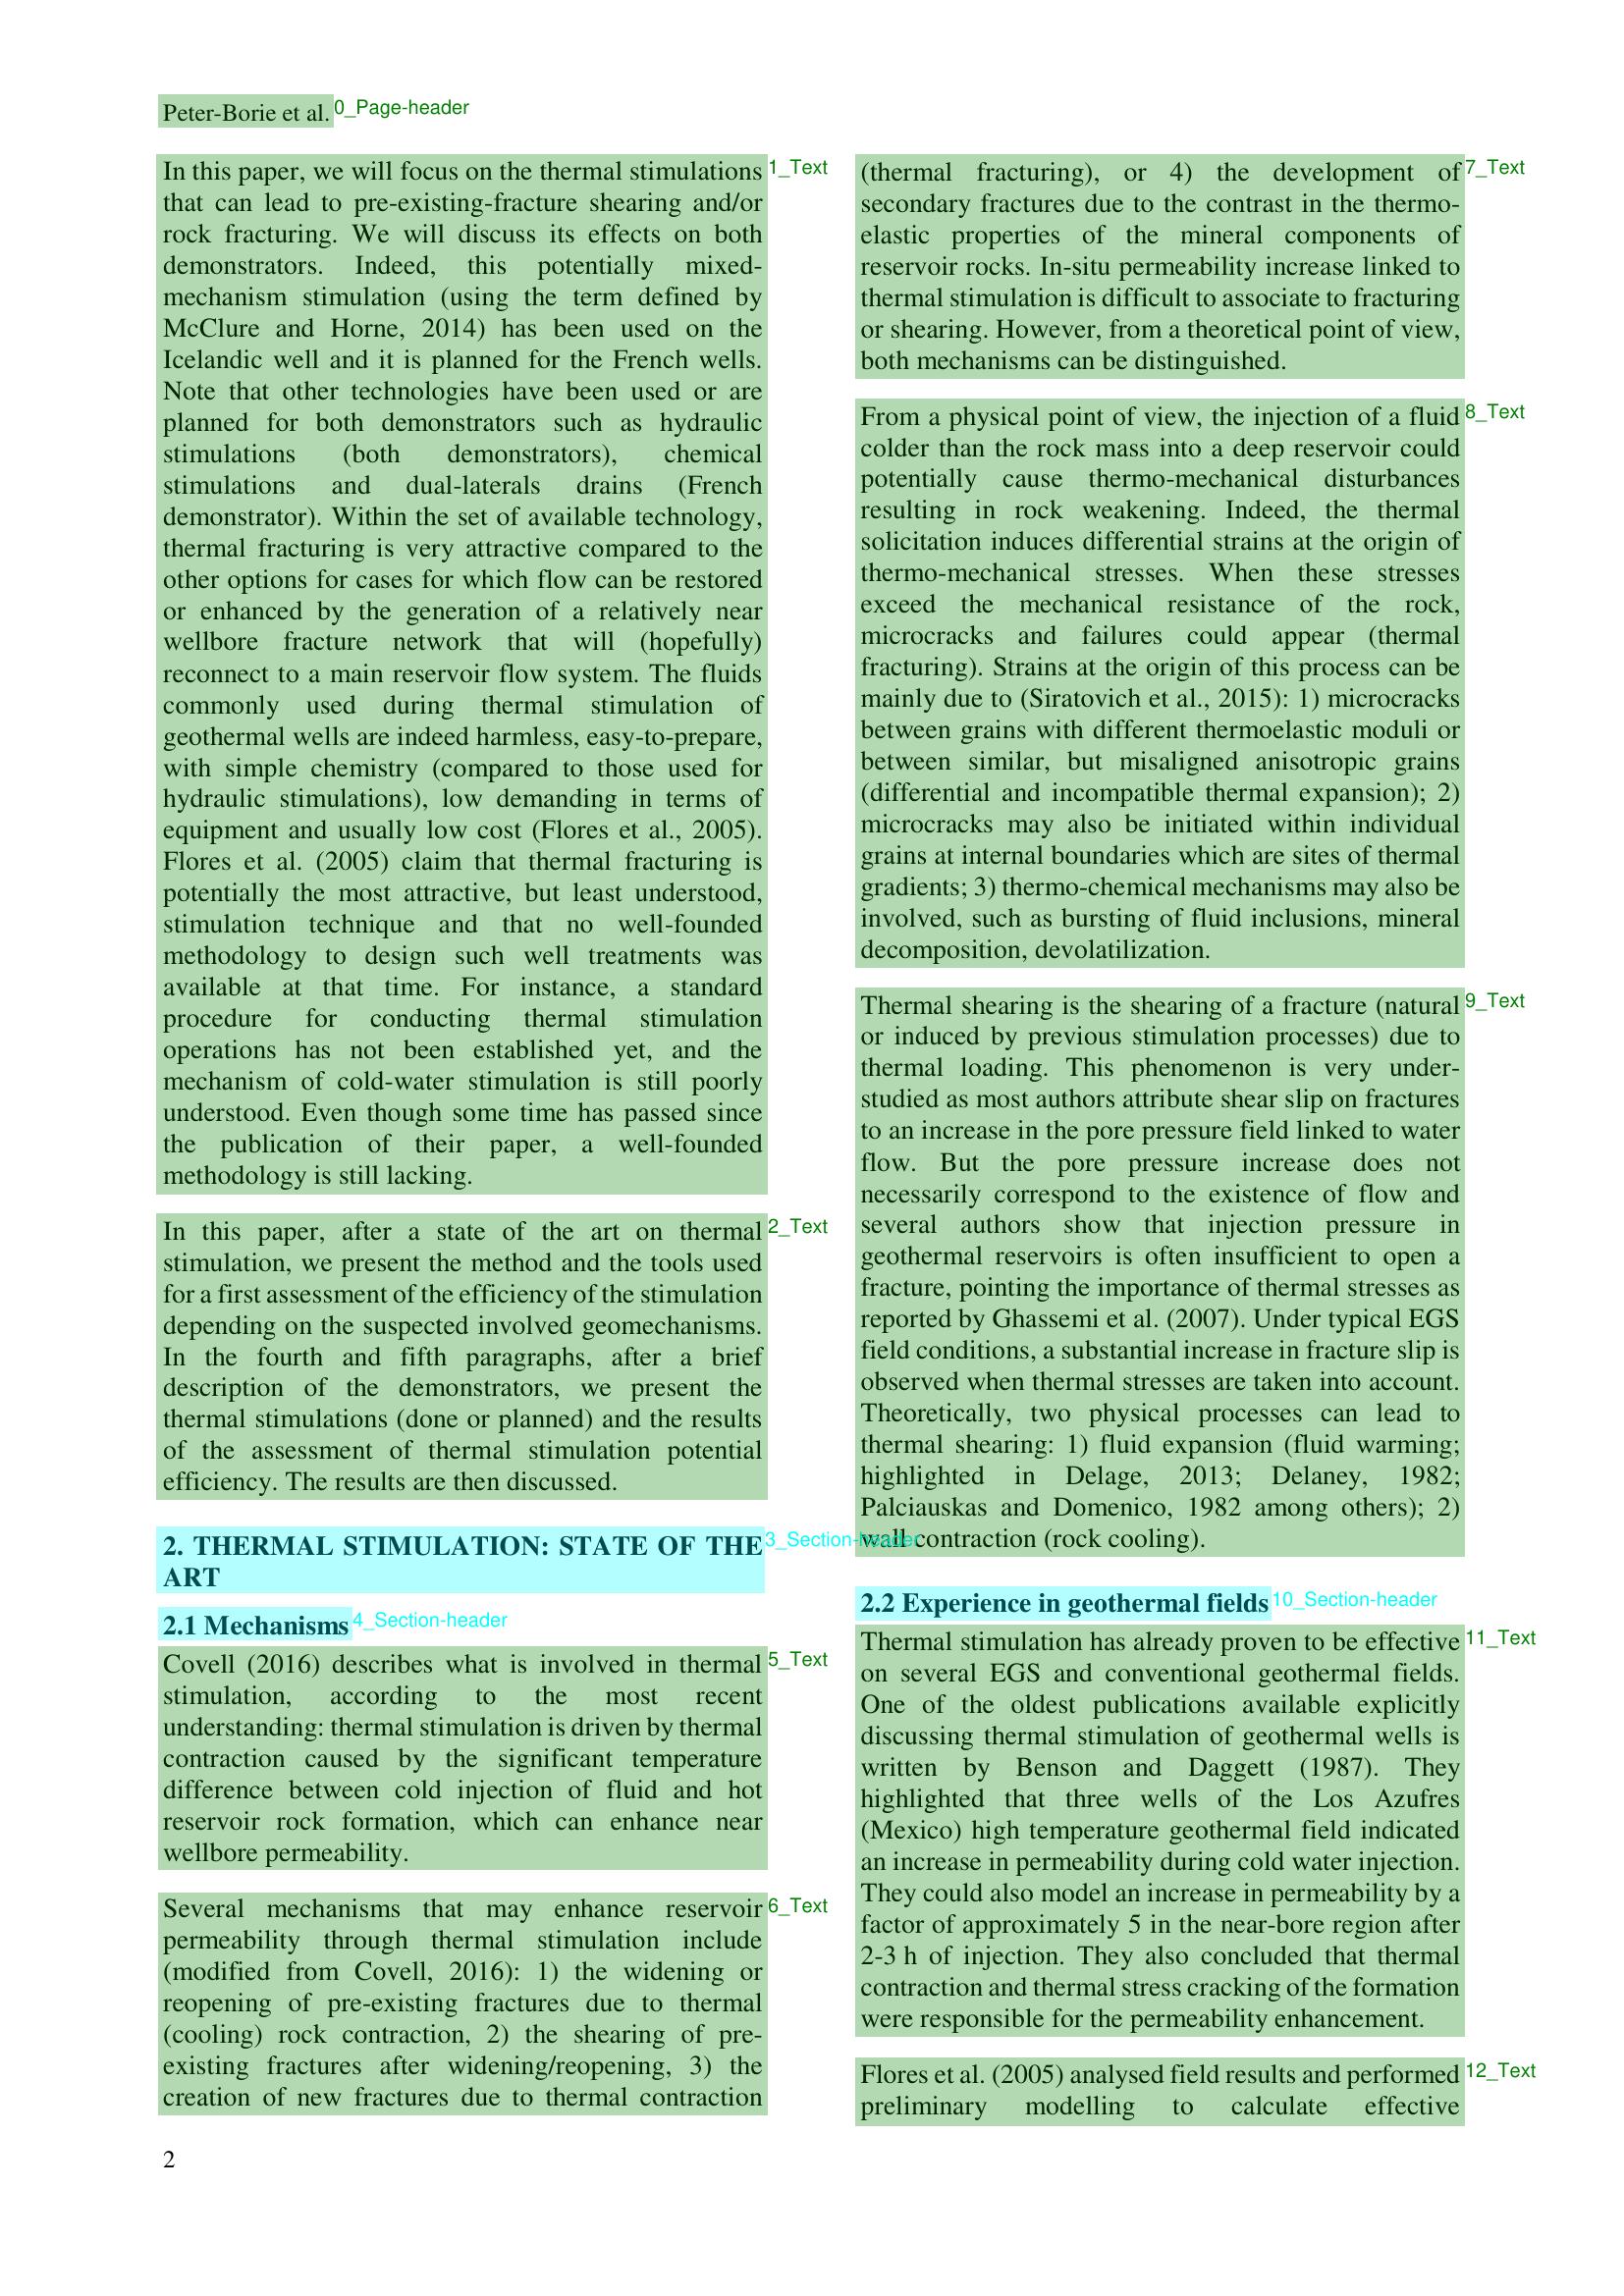 Peter-Borie et al.
0_Page-header
In this paper, we will focus on the thermal stimulations
1_Text
that can lead to pre-existing-fracture shearing and/or
rock fracturing. We will discuss its effects on both
demonstrators. Indeed, this potentially mixed-
mechanism stimulation (using the term defined by
McClure and Horne, 2014) has been used on the
Icelandic well and it is planned for the French wells.
Note that other technologies have been used or are
planned for both demonstrators such as hydraulic
stimulations (both demonstrators), chemical
stimulations and dual-laterals drains (French
demonstrator). Within the set of available technology,
thermal fracturing is very attractive compared to the
other options for cases for which flow can be restored
or enhanced by the generation of a relatively near
wellbore fracture network that will (hopefully)
reconnect to a main reservoir flow system. The fluids
commonly used during thermal stimulation of
geothermal wells are indeed harmless, easy-to-prepare,
with simple chemistry (compared to those used for
hydraulic stimulations), low demanding in terms of
equipment and usually low cost (Flores et al., 2005).
Flores et al. (2005) claim that thermal fracturing is
potentially the most attractive, but least understood,
stimulation technique and that no well-founded
methodology to design such well treatments was
available at that time. For instance, a standard
procedure for conducting thermal stimulation
operations has not been established yet, and the
mechanism of cold-water stimulation is still poorly
understood. Even though some time has passed since
the publication of their paper, a well-founded
methodology is still lacking.
In this paper, after a state of the art on thermal
2_Text
stimulation, we present the method and the tools used
for a first assessment of the efficiency of the stimulation
depending on the suspected involved geomechanisms.
In the fourth and fifth paragraphs, after a brief
description of the demonstrators, we present the
thermal stimulations (done or planned) and the results
of the assessment of thermal stimulation potential
efficiency. The results are then discussed.
2. THERMAL STIMULATION: STATE OF THE
3_Section-header
ART
2.1 Mechanisms
4_Section-header
Covell (2016) describes what is involved in thermal
5_Text
stimulation, according to the most recent
understanding: thermal stimulation is driven by thermal
contraction caused by the significant temperature
difference between cold injection of fluid and hot
reservoir rock formation, which can enhance near
wellbore permeability.
Several mechanisms that may enhance reservoir
6_Text
permeability through thermal stimulation include
(modified from Covell, 2016): 1) the widening or
reopening of pre-existing fractures due to thermal
(cooling) rock contraction, 2) the shearing of pre-
existing fractures after widening/reopening, 3) the
creation of new fractures due to thermal contraction
(thermal fracturing), or 4) the development of
7_Text
secondary fractures due to the contrast in the thermo-
elastic properties of the mineral components of
reservoir rocks. In-situ permeability increase linked to
thermal stimulation is difficult to associate to fracturing
or shearing. However, from a theoretical point of view,
both mechanisms can be distinguished.
From a physical point of view, the injection of a fluid
8_Text
colder than the rock mass into a deep reservoir could
potentially cause thermo-mechanical disturbances
resulting in rock weakening. Indeed, the thermal
solicitation induces differential strains at the origin of
thermo-mechanical stresses. When these stresses
exceed the mechanical resistance of the rock,
microcracks and failures could appear (thermal
fracturing). Strains at the origin of this process can be
mainly due to (Siratovich et al., 2015): 1) microcracks
between grains with different thermoelastic moduli or
between similar, but misaligned anisotropic grains
(differential and incompatible thermal expansion); 2)
microcracks may also be initiated within individual
grains at internal boundaries which are sites of thermal
gradients; 3) thermo-chemical mechanisms may also be
involved, such as bursting of fluid inclusions, mineral
decomposition, devolatilization.
Thermal shearing is the shearing of a fracture (natural
9_Text
or induced by previous stimulation processes) due to
thermal loading. This phenomenon is very under-
studied as most authors attribute shear slip on fractures
to an increase in the pore pressure field linked to water
flow. But the pore pressure increase does not
necessarily correspond to the existence of flow and
several authors show that injection pressure in
geothermal reservoirs is often insufficient to open a
fracture, pointing the importance of thermal stresses as
reported by Ghassemi et al. (2007). Under typical EGS
field conditions, a substantial increase in fracture slip is
observed when thermal stresses are taken into account.
Theoretically, two physical processes can lead to
thermal shearing: 1) fluid expansion (fluid warming;
highlighted in Delage, 2013; Delaney, 1982;
Palciauskas and Domenico, 1982 among others); 2)
wall contraction (rock cooling).
2.2 Experience in geothermal fields
10_Section-header
Thermal stimulation has already proven to be effective
11_Text
on several EGS and conventional geothermal fields.
One of the oldest publications available explicitly
discussing thermal stimulation of geothermal wells is
written by Benson and Daggett (1987). They
highlighted that three wells of the Los Azufres
(Mexico) high temperature geothermal field indicated
an increase in permeability during cold water injection.
They could also model an increase in permeability by a
factor of approximately 5 in the near-bore region after
2-3 h of injection. They also concluded that thermal
contraction and thermal stress cracking of the formation
were responsible for the permeability enhancement.
Flores et al. (2005) analysed field results and performed
12_Text
preliminary modelling to calculate effective
2